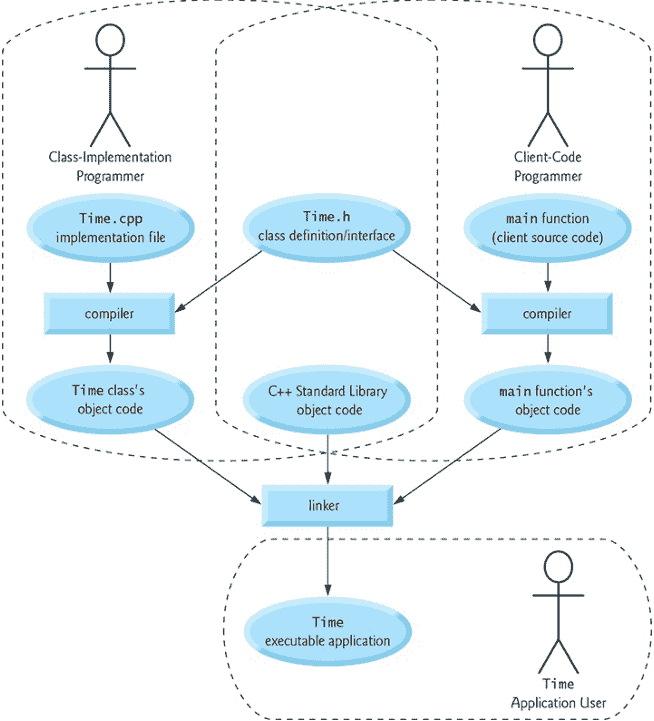 Class-Implementation
Programmer
Client-Code
Programmer
Time.cpp
implementation file
Time.h
class definition/interface
main function
(client source code)
compiler
compiler
Time class's
object code
C++ Standard Library
object code
main function's
object code
linker
Time
executable application
Time
Application User